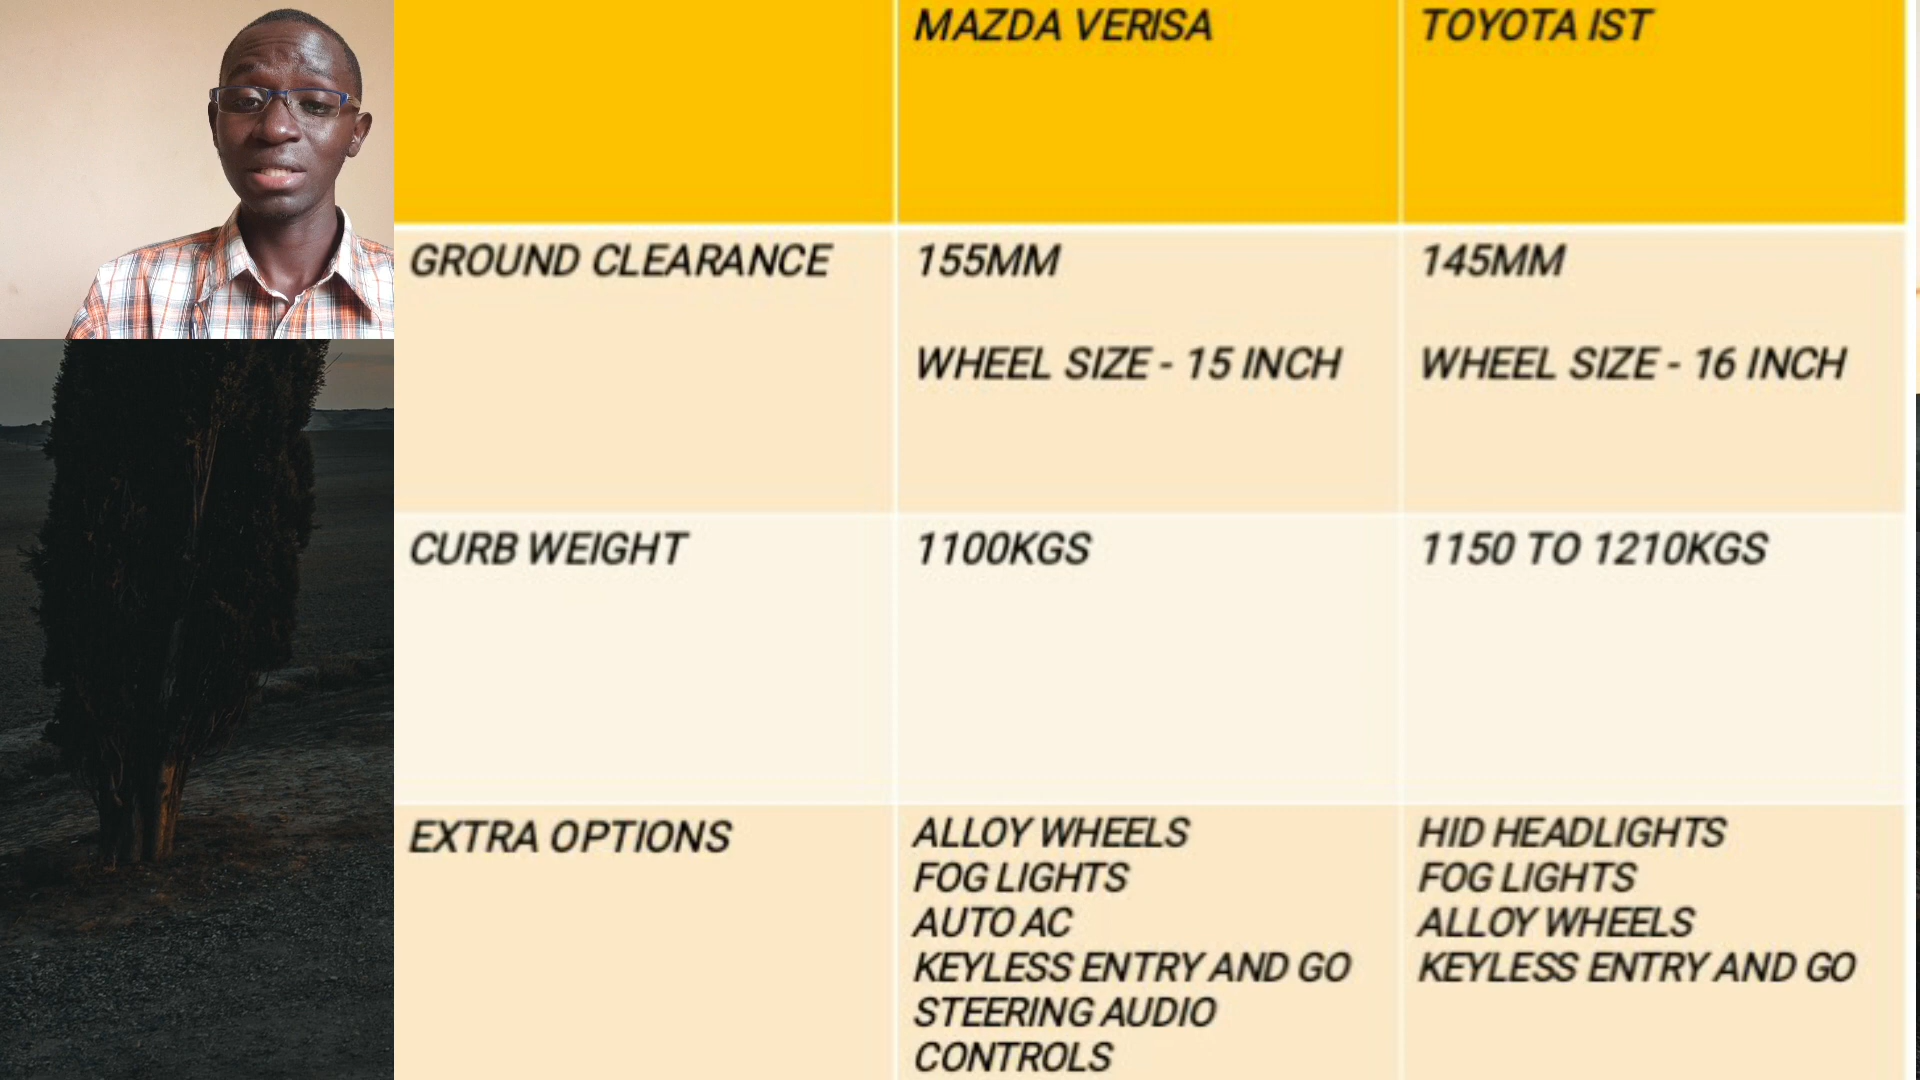 MAZDA VERISA
TOYOTA IST
GROUND CLEARANCE
155MM
WHEEL SIZE - 15 INCH
145MM
WHEEL SIZE - 16 INCH
CURB WEIGHT
1100KGS
1150 TO 1210KGS
EXTRA OPTIONS
ALLOY WHEELS
FOG LIGHTS
AUTO AC
KEYLESS ENTRY AND GO
STEERING AUDIO
CONTROLS
HID HEADLIGHTS
FOG LIGHTS
ALLOY WHEELS
KEYLESS ENTRY AND GO